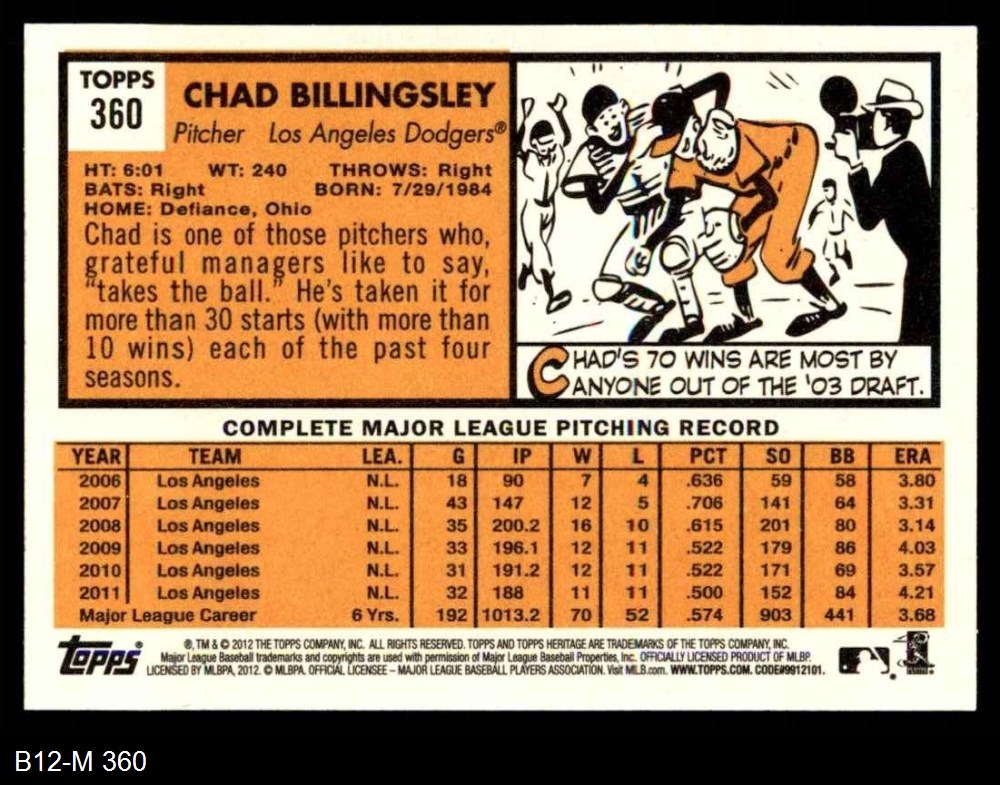 TOPPS
360
CHAD BILLINGSLEY
Pitcher Los Angeles Dodgers®
HT: 6:01 WT: 240 THROWS: Right
BATS: Right BORN: 7/29/1984
HOME: Defiance, Ohio
Chad is one of those pitchers who,
grateful managers like to say,
"takes the ball." He's taken it for
more than 30 starts (with more than
10 wins) each of the past four
seasons.
CHAD'S 70 WINS ARE MOST BY
ANYONE OUT OF THE '03 DRAFT.
COMPLETE MAJOR LEAGUE PITCHING RECORD
YEAR TEAM LEA. G IP W L PCT SO BB ERA
2006 Los Angeles N.L. 18 90 7 4 .636 59 58 3.80
2007 Los Angeles N.L. 43 147 12 5 .706 141 64 3.31
2008 Los Angeles N.L. 35 200.2 16 10 .615 201 80 3.14
2009 Los Angeles N.L. 33 196.1 12 11 .522 179 86 4.03
2010 Los Angeles N.L. 31 191.2 12 11 .522 171 69 3.57
2011 Los Angeles N.L. 32 188 11 11 .500 152 84 4.21
Major League Career 6 Yrs. 192 1013.2 70 52 .574 903 441 3.68
Topps
®, TM & © 2012 THE TOPPS COMPANY, INC. ALL RIGHTS RESERVED. TOPPS AND TOPPS HERITAGE ARE TRADEMARKS OF THE TOPPS COMPANY, INC.
Major League Baseball trademarks and copyrights are used with permission of Major League Baseball Properties, Inc. OFFICIALLY LICENSED PRODUCT OF MLBP.
LICENSED BY MLBPA, 2012. © MLBPA. OFFICIAL LICENSEE – MAJOR LEAGUE BASEBALL PLAYERS ASSOCIATION. Visit MLB.com. WWW.TOPPS.COM. CODE#9912101.
B12-M 360